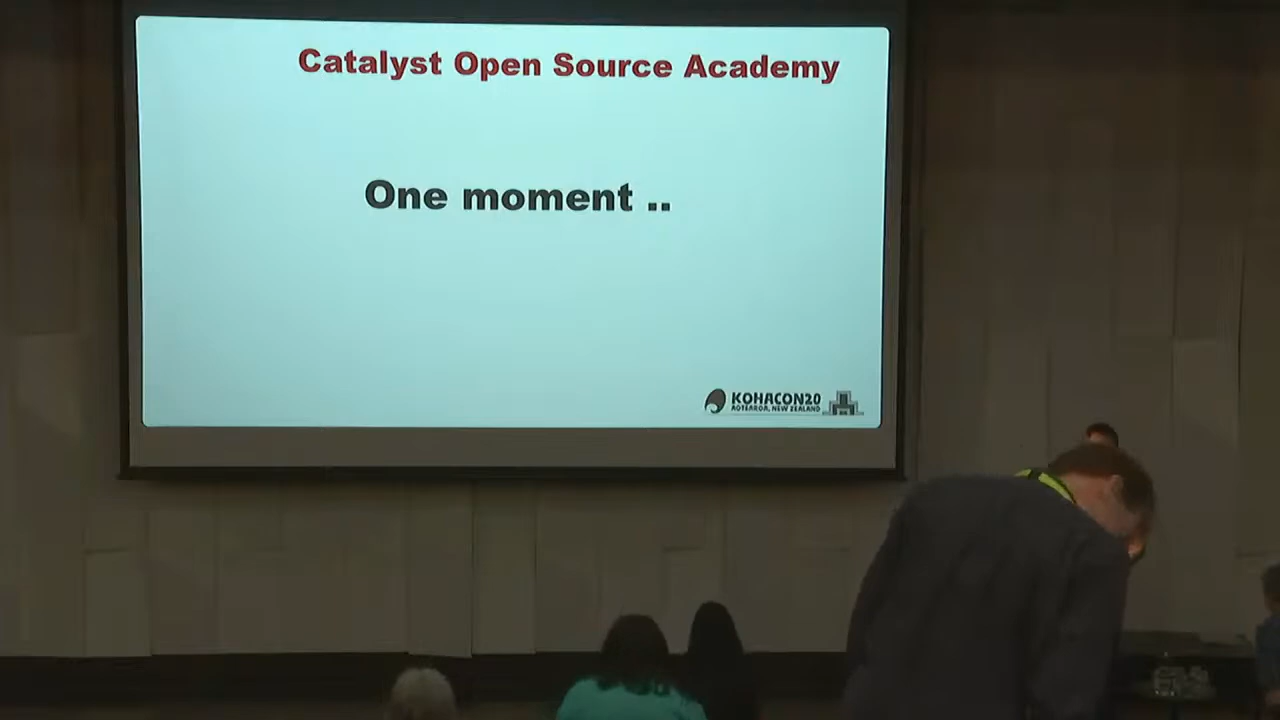 Catalyst Open Source Academy
One moment ..
KOHACON20
AOTEAROA, NEW ZEALAND